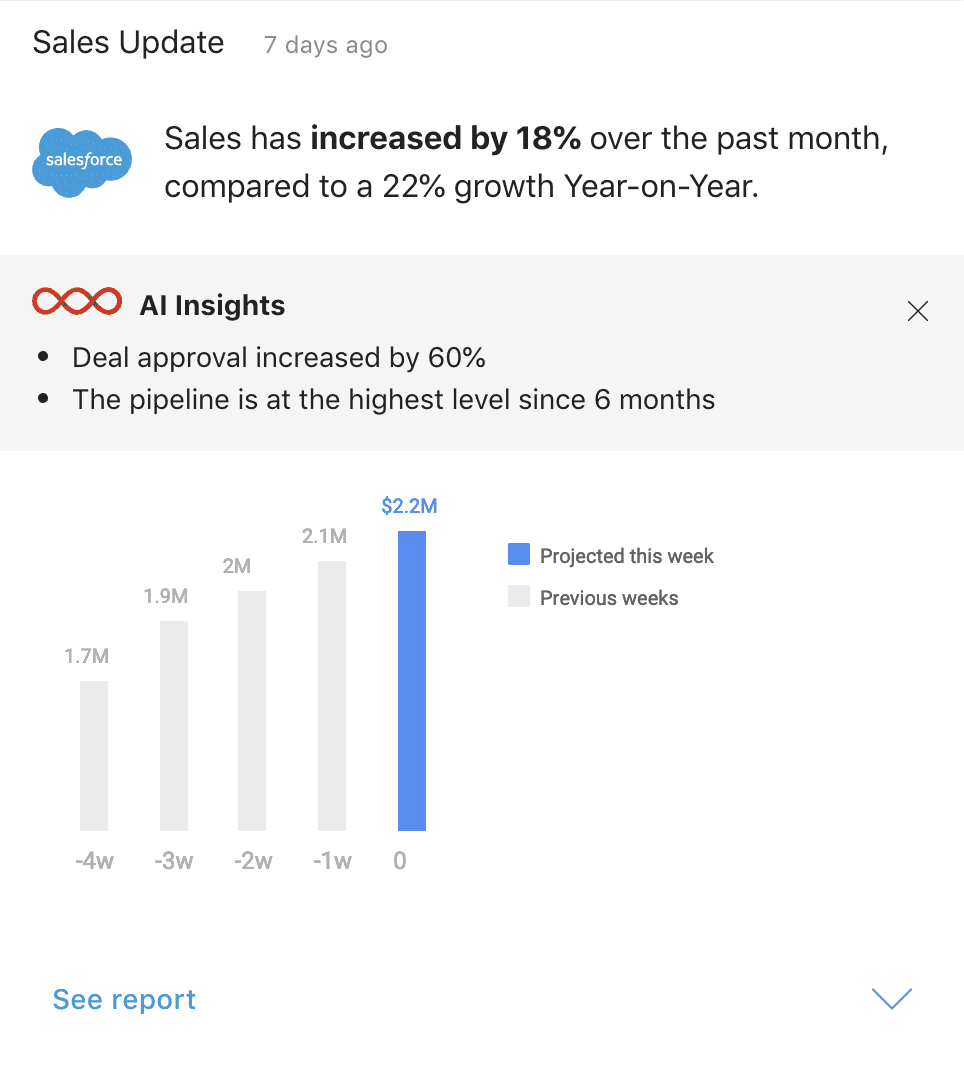 Sales Update 7 days ago
salesforce
Sales has increased by 18% over the past month,
compared to a 22% growth Year-on-Year.
AI Insights
• Deal approval increased by 60%
• The pipeline is at the highest level since 6 months
$2.2M
2.1M
2M
1.9M
1.7M
Projected this week
Previous weeks
-4w -3w -2w -1w 0
See report